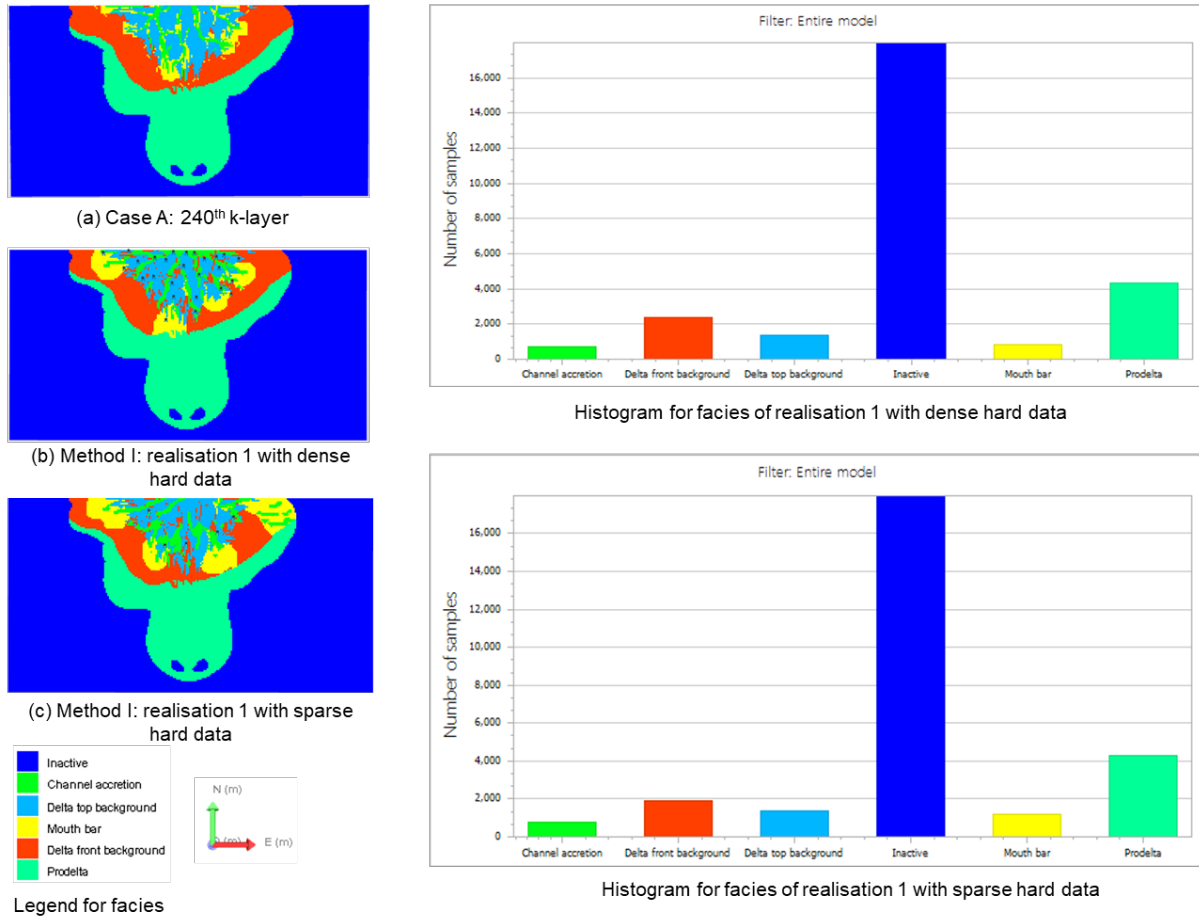 (a) Case A: 240th k-layer
(b) Method I: realisation 1 with dense
hard data
(c) Method I: realisation 1 with sparse
hard data
Inactive
Channel accretion
Delta top background
Mouth bar
Delta front background
Prodelta
N (m)
E (m)
Legend for facies
Filter: Entire model
Number of samples
16,000
14,000
12,000
10,000
8,000
6,000
4,000
2,000
0
Channel accretion
Delta front background
Delta top background
Inactive
Mouth bar
Prodelta
Histogram for facies of realisation 1 with dense hard data
Filter: Entire model
Number of samples
16,000
14,000
12,000
10,000
8,000
6,000
4,000
2,000
0
Channel accretion
Delta front background
Delta top background
Inactive
Mouth bar
Prodelta
Histogram for facies of realisation 1 with sparse hard data